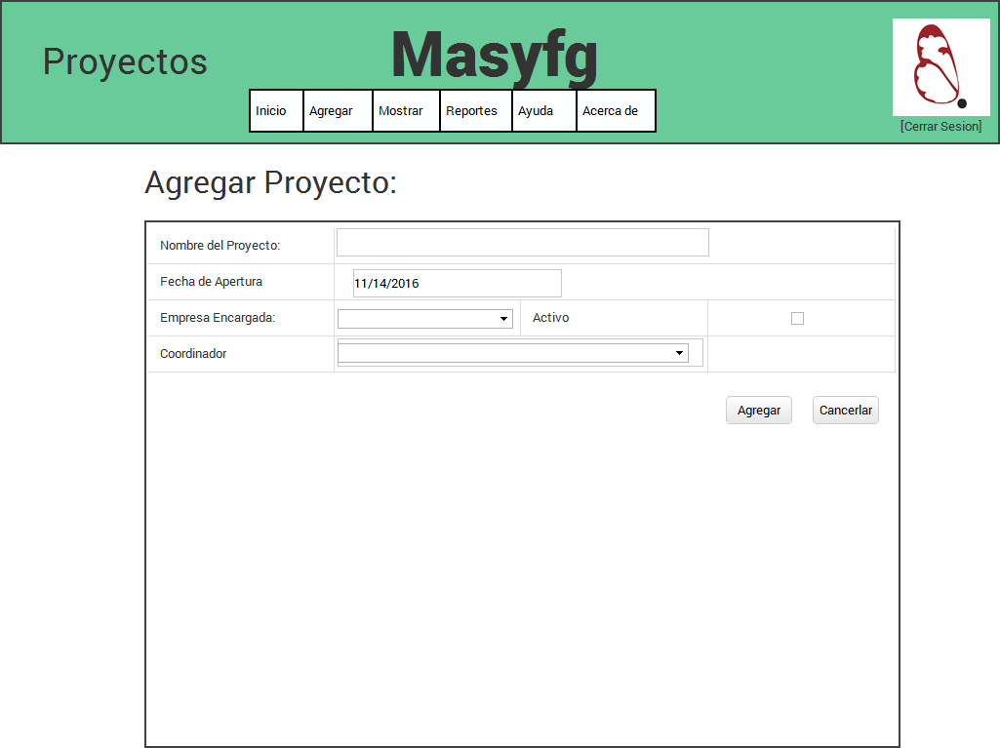 Proyectos
Masyfg
Inicio Agregar Mostrar Reportes Ayuda Acerca de
[Cerrar Sesion]
Agregar Proyecto:
Nombre del Proyecto:
Fecha de Apertura 11/14/2016
Empresa Encargada: Activo
Coordinador
Agregar Cancerlar